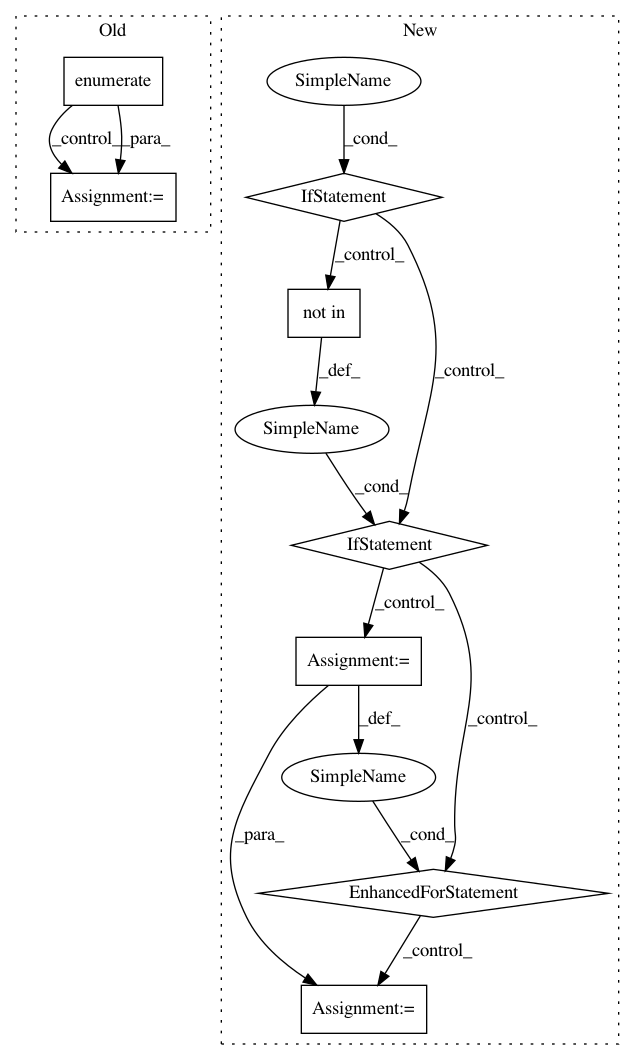 Old
New
enumerate
SimpleName
_control_
_para_
_cond_
Assignment:=
IfStatement
_control_
not in
_def_
_control_
SimpleName
_cond_
IfStatement
_control_
Assignment:=
_def_
_control_
SimpleName
_para_
_cond_
EnhancedForStatement
_control_
Assignment:=